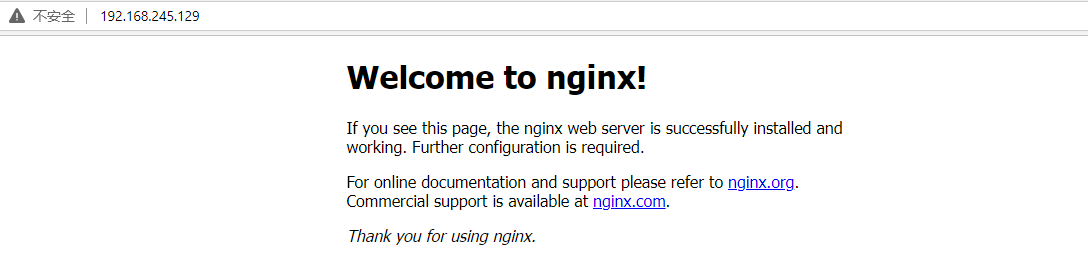 不安全 192.168.245.129
Welcome to nginx!
If you see this page, the nginx web server is successfully installed and
working. Further configuration is required.
For online documentation and support please refer to nginx.org.
Commercial support is available at nginx.com.
Thank you for using nginx.